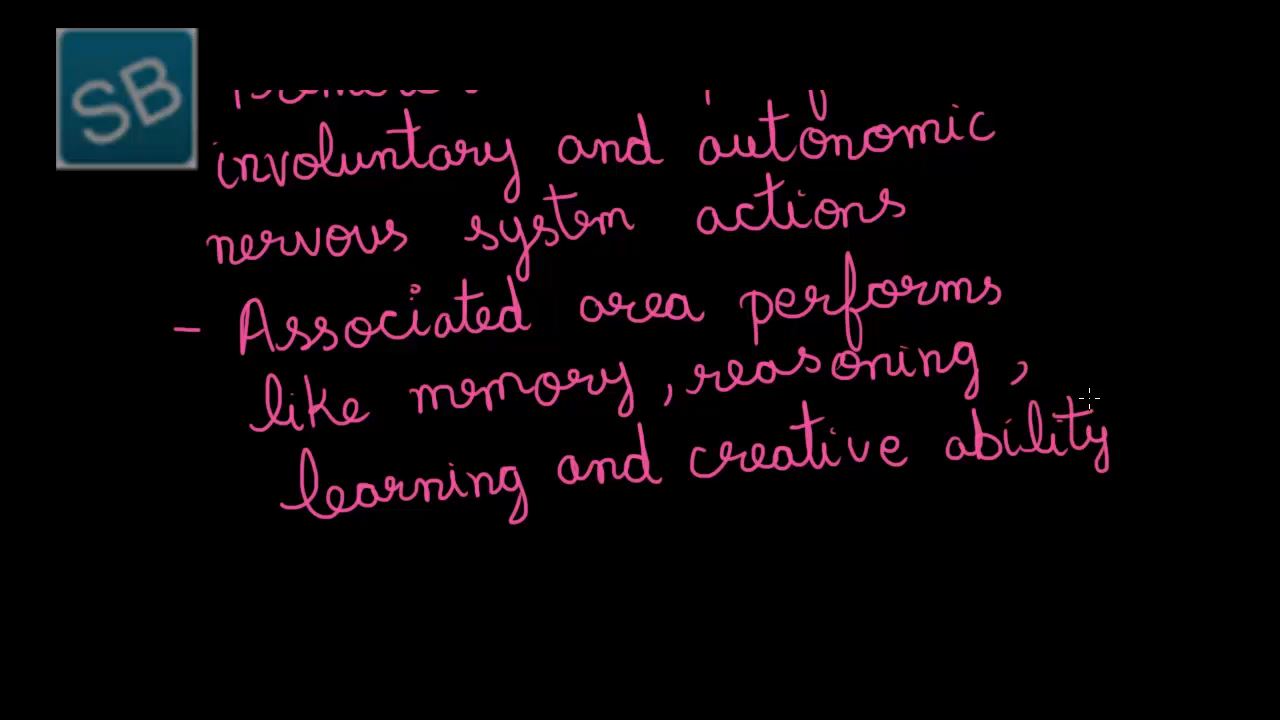 SB
involuntary and autonomic
nervous system actions
- Associated area performs
like memory, reasoning,
learning and creative ability